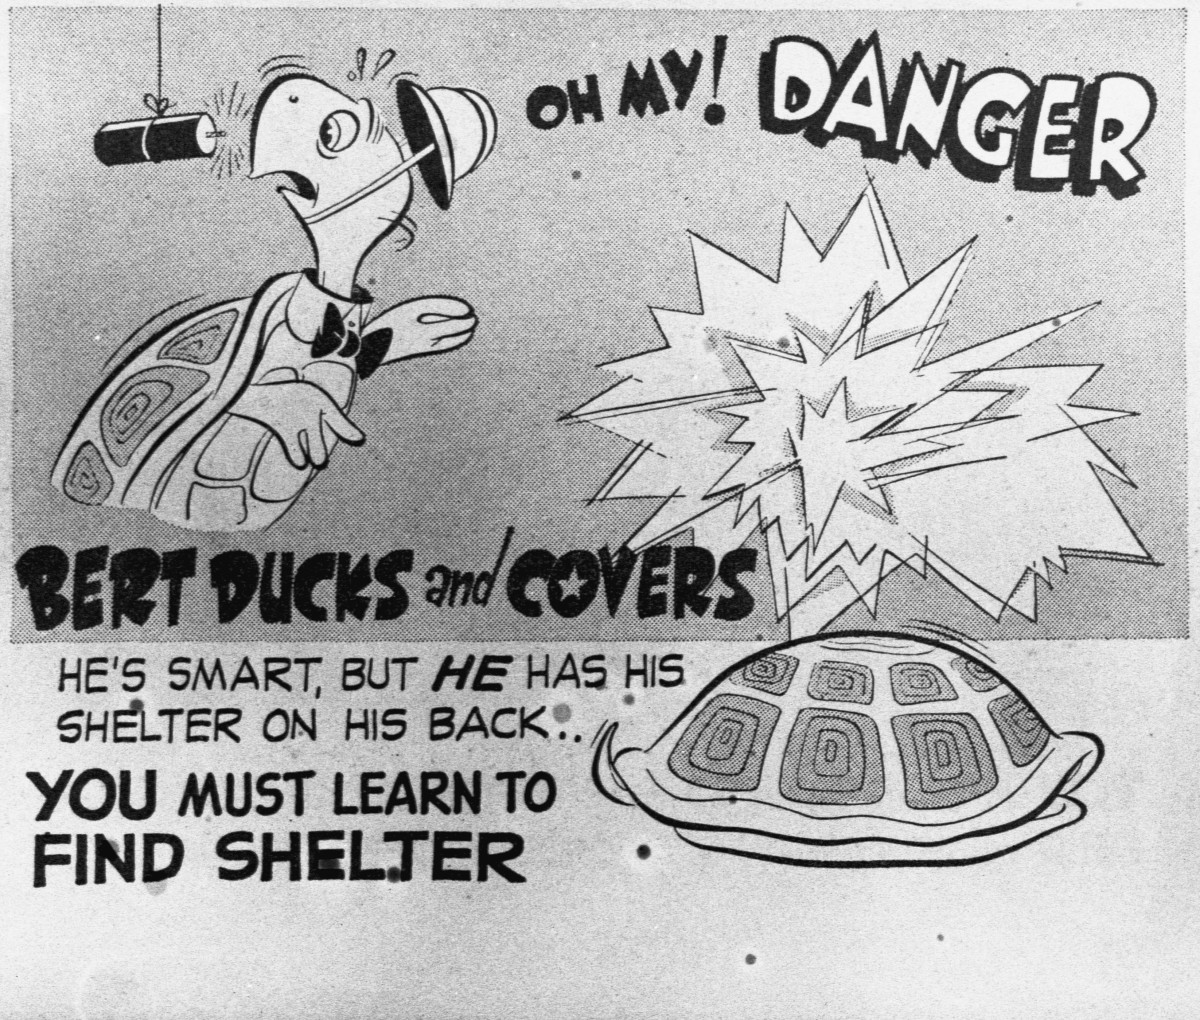 OH MY! DANGER
BERT DUCKS and COVERS
HE'S SMART, BUT HE HAS HIS
SHELTER ON HIS BACK..
YOU MUST LEARN TO
FIND SHELTER